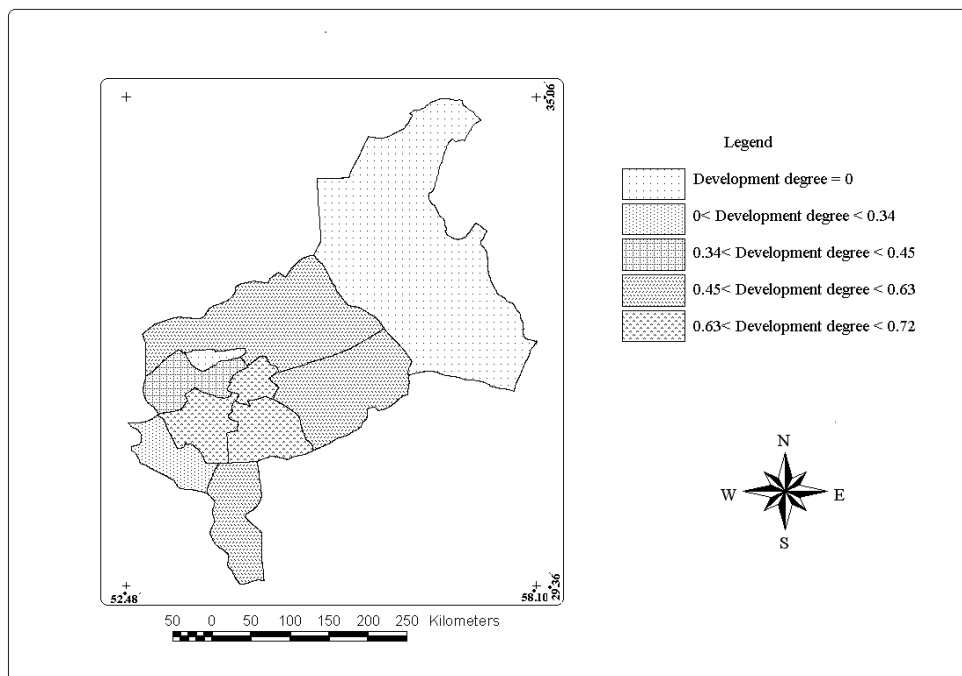 35.06
Legend
Development degree = 0
0< Development degree < 0.34
0.34< Development degree < 0.45
0.45< Development degree < 0.63
0.63< Development degree < 0.72
N
W E
S
52.48 58.10 29.36
50 0 50 100 150 200 250 Kilometers